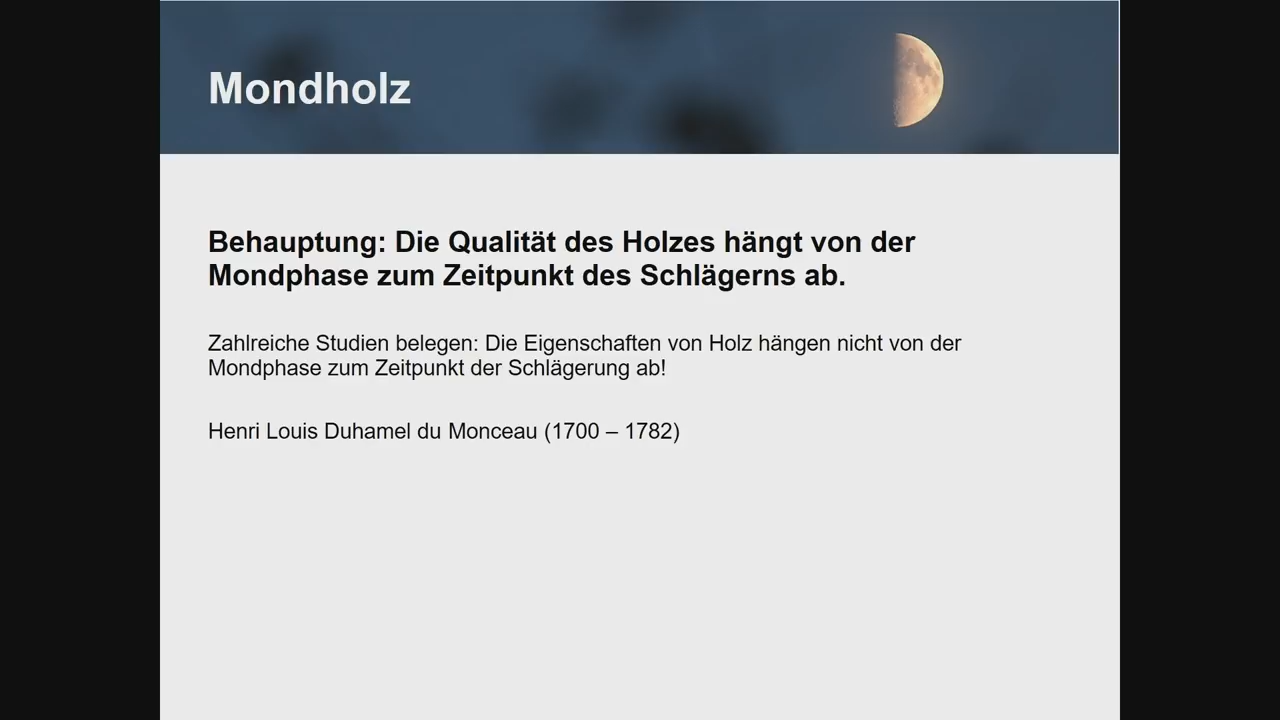 Mondholz
Behauptung: Die Qualität des Holzes hängt von der
Mondphase zum Zeitpunkt des Schlägerns ab.
Zahlreiche Studien belegen: Die Eigenschaften von Holz hängen nicht von der
Mondphase zum Zeitpunkt der Schlägerung ab!
Henri Louis Duhamel du Monceau (1700 – 1782)